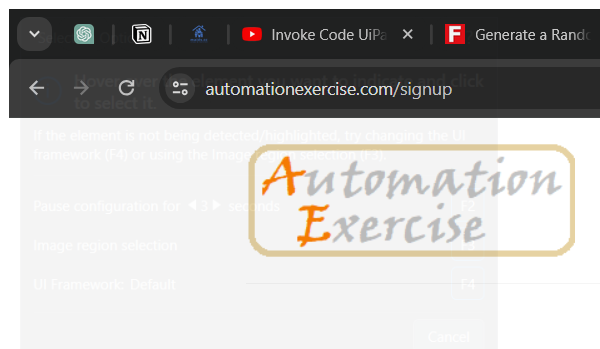 Invoke Code UiPa
Generate a Rando
automationexercise.com/signup
Hover over the element you want to indicate and click
to select it.
If the element is not being detected/highlighted, try changing the UI
framework (F4) or using the Image region selection (F3).
Automation
Exercise
Pause configuration for 3 seconds F2
Image region selection F3
UI Framework: Default F4
Cancel